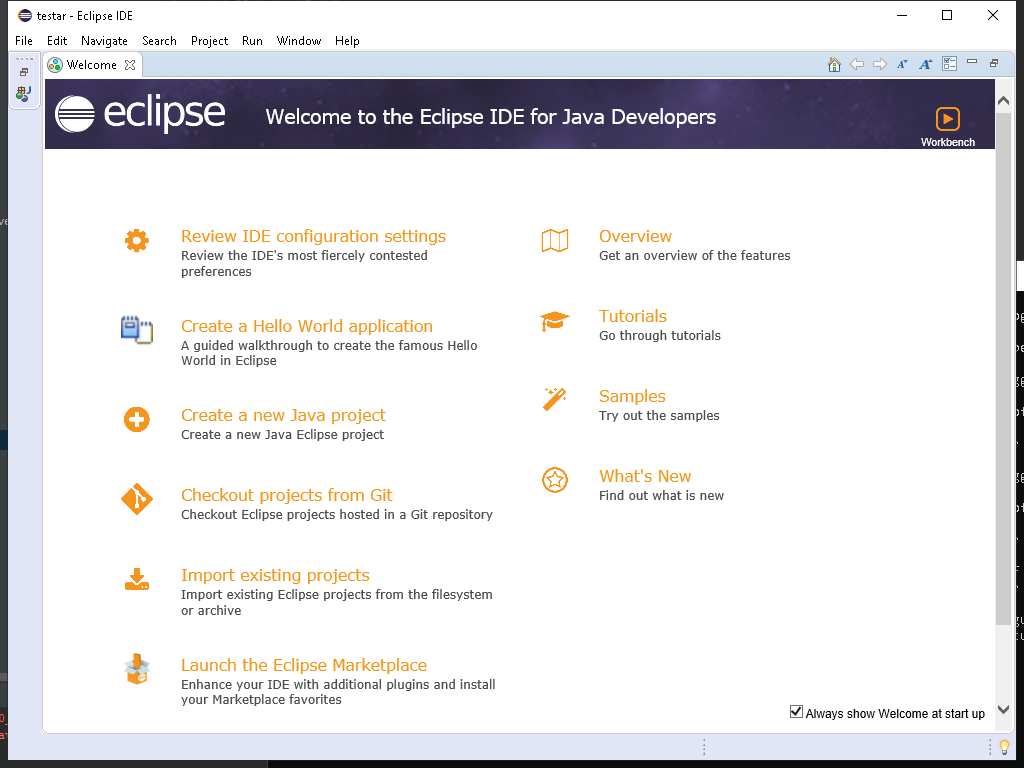 testar - Eclipse IDE
File Edit Navigate Search Project Run Window Help
Welcome
eclipse
Welcome to the Eclipse IDE for Java Developers
Workbench
Review IDE configuration settings
Review the IDE's most fiercely contested
preferences
Create a Hello World application
A guided walkthrough to create the famous Hello
World in Eclipse
Create a new Java project
Create a new Java Eclipse project
Checkout projects from Git
Checkout Eclipse projects hosted in a Git repository
Import existing projects
Import existing Eclipse projects from the filesystem
or archive
Launch the Eclipse Marketplace
Enhance your IDE with additional plugins and install
your Marketplace favorites
Overview
Get an overview of the features
Tutorials
Go through tutorials
Samples
Try out the samples
What's New
Find out what is new
Always show Welcome at start up